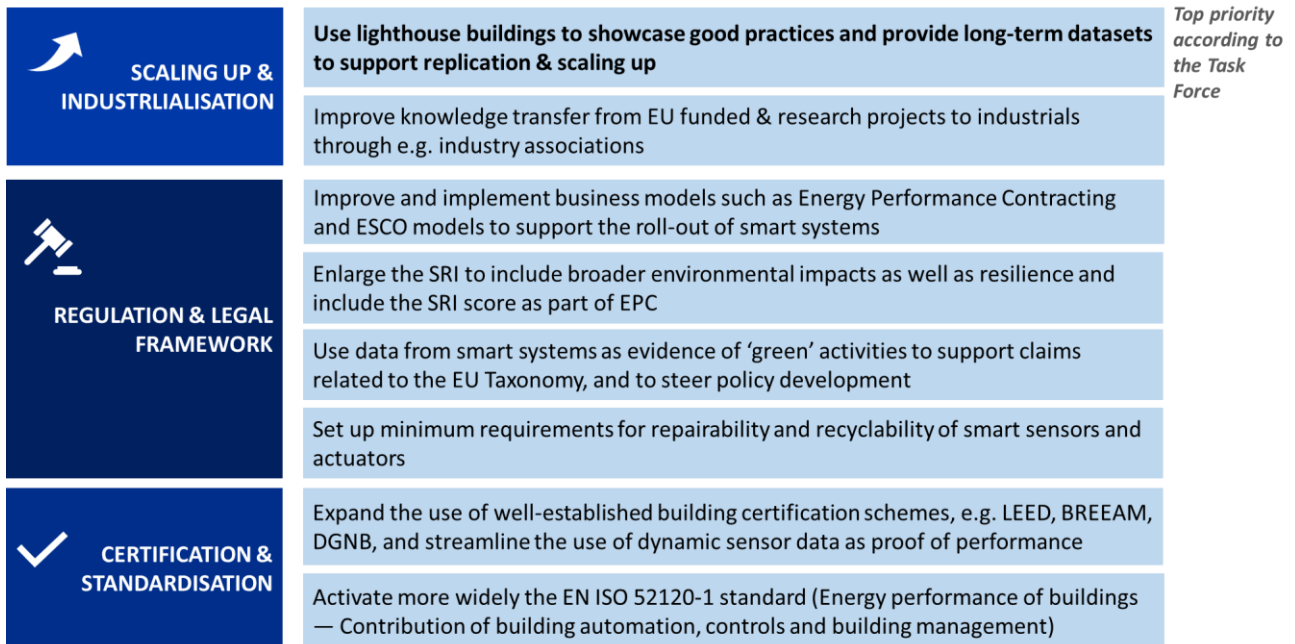 SCALING UP &
INDUSTRLIALISATION
Use lighthouse buildings to showcase good practices and provide long-term datasets
to support replication & scaling up
Top priority
according to
the Task
Force
Improve knowledge transfer from EU funded & research projects to industrials
through e.g. industry associations
REGULATION & LEGAL
FRAMEWORK
Improve and implement business models such as Energy Performance Contracting
and ESCO models to support the roll-out of smart systems
Enlarge the SRI to include broader environmental impacts as well as resilience and
include the SRI score as part of EPC
Use data from smart systems as evidence of ‘green’ activities to support claims
related to the EU Taxonomy, and to steer policy development
Set up minimum requirements for repairability and recyclability of smart sensors and
actuators
CERTIFICATION &
STANDARDISATION
Expand the use of well-established building certification schemes, e.g. LEED, BREEAM,
DGNB, and streamline the use of dynamic sensor data as proof of performance
Activate more widely the EN ISO 52120-1 standard (Energy performance of buildings
— Contribution of building automation, controls and building management)